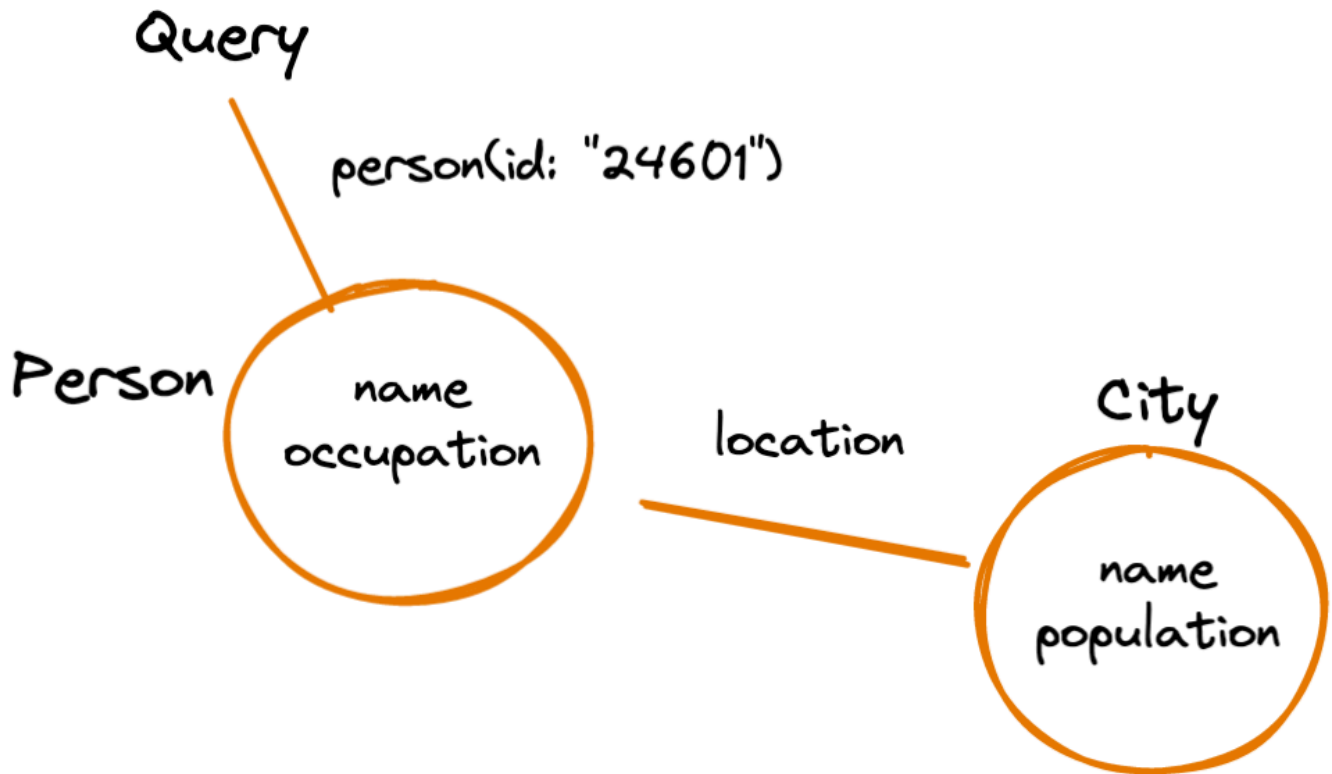 Query
person(id: "24601")
Person
name
occupation
location
City
name
population